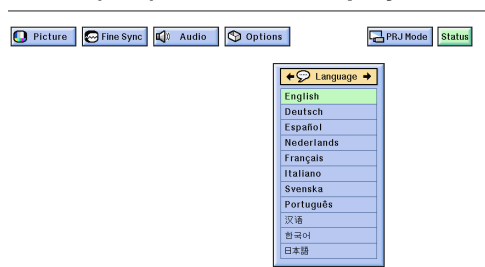 Picture Fine Sync Audio Options PRJ Mode Status
Language
English
Deutsch
Español
Nederlands
Français
Italiano
Svenska
Português
汉语
한국어
日本語